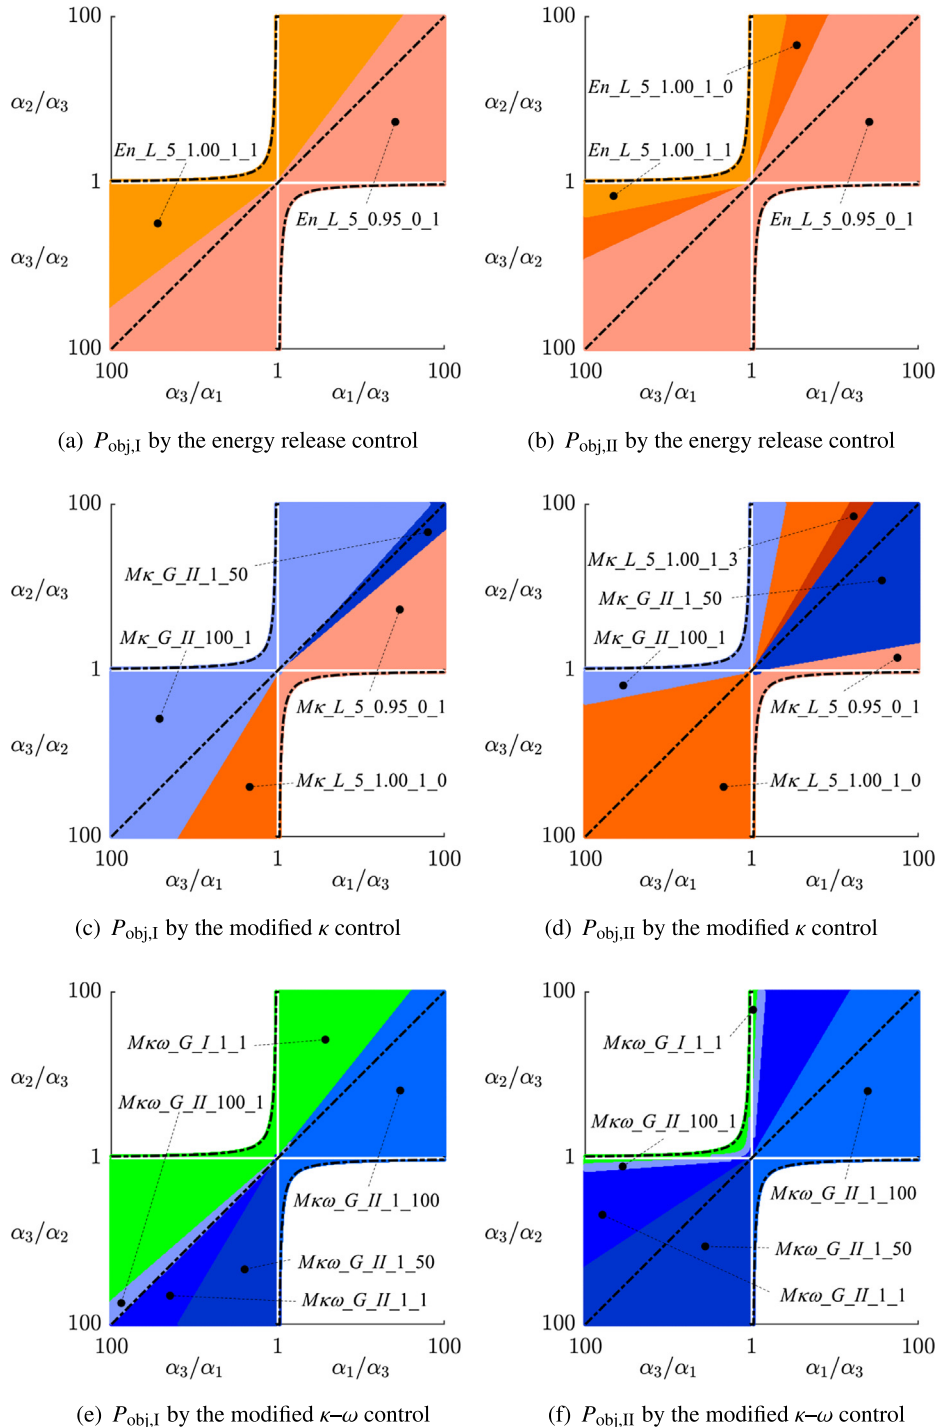 100
α₂/α₃
En_L_5_1.00_1_1
1
En_L_5_0.95_0_1
α₃/α₂
100
100 1 100
α₃/α₁ α₁/α₃
(a) P_obj,I by the energy release control
100
α₂/α₃
En_L_5_1.00_1_0
En_L_5_1.00_1_1
1
En_L_5_0.95_0_1
α₃/α₂
100
100 1 100
α₃/α₁ α₁/α₃
(b) P_obj,II by the energy release control
100
Mκ_G_II_1_50
α₂/α₃
Mκ_G_II_100_1
1
Mκ_L_5_0.95_0_1
α₃/α₂
Mκ_L_5_1.00_1_0
100
100 1 100
α₃/α₁ α₁/α₃
(c) P_obj,I by the modified κ control
100
Mκ_L_5_1.00_1_3
α₂/α₃
Mκ_G_II_1_50
Mκ_G_II_100_1
1
Mκ_L_5_0.95_0_1
α₃/α₂
Mκ_L_5_1.00_1_0
100
100 1 100
α₃/α₁ α₁/α₃
(d) P_obj,II by the modified κ control
100
Mκω_G_I_1_1
α₂/α₃
Mκω_G_II_100_1
1
Mκω_G_II_1_100
α₃/α₂
Mκω_G_II_1_50
Mκω_G_II_1_1
100
100 1 100
α₃/α₁ α₁/α₃
(e) P_obj,I by the modified κ–ω control
100
Mκω_G_I_1_1
α₂/α₃
Mκω_G_II_100_1
1
Mκω_G_II_1_100
α₃/α₂
Mκω_G_II_1_50
Mκω_G_II_1_1
100
100 1 100
α₃/α₁ α₁/α₃
(f) P_obj,II by the modified κ–ω control